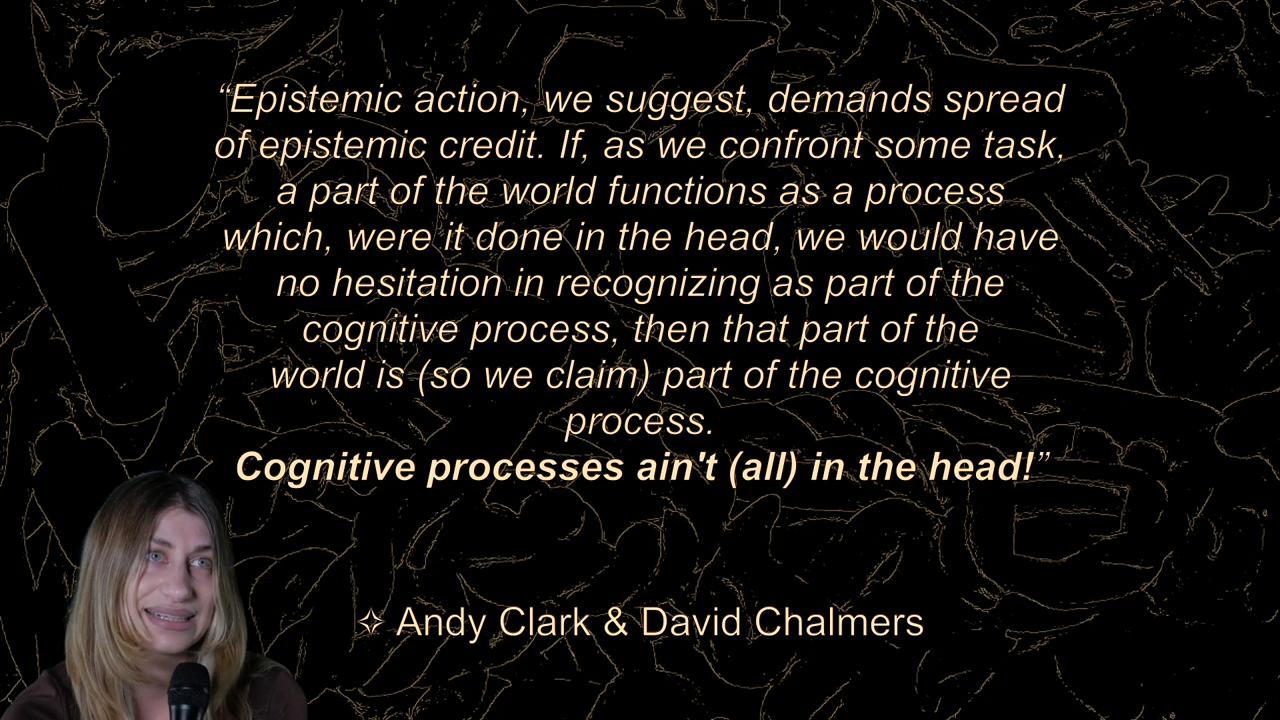 “Epistemic action, we suggest, demands spread
of epistemic credit. If, as we confront some task,
a part of the world functions as a process
which, were it done in the head, we would have
no hesitation in recognizing as part of the
cognitive process, then that part of the
world is (so we claim) part of the cognitive
process.
Cognitive processes ain't (all) in the head!”
✧ Andy Clark & David Chalmers